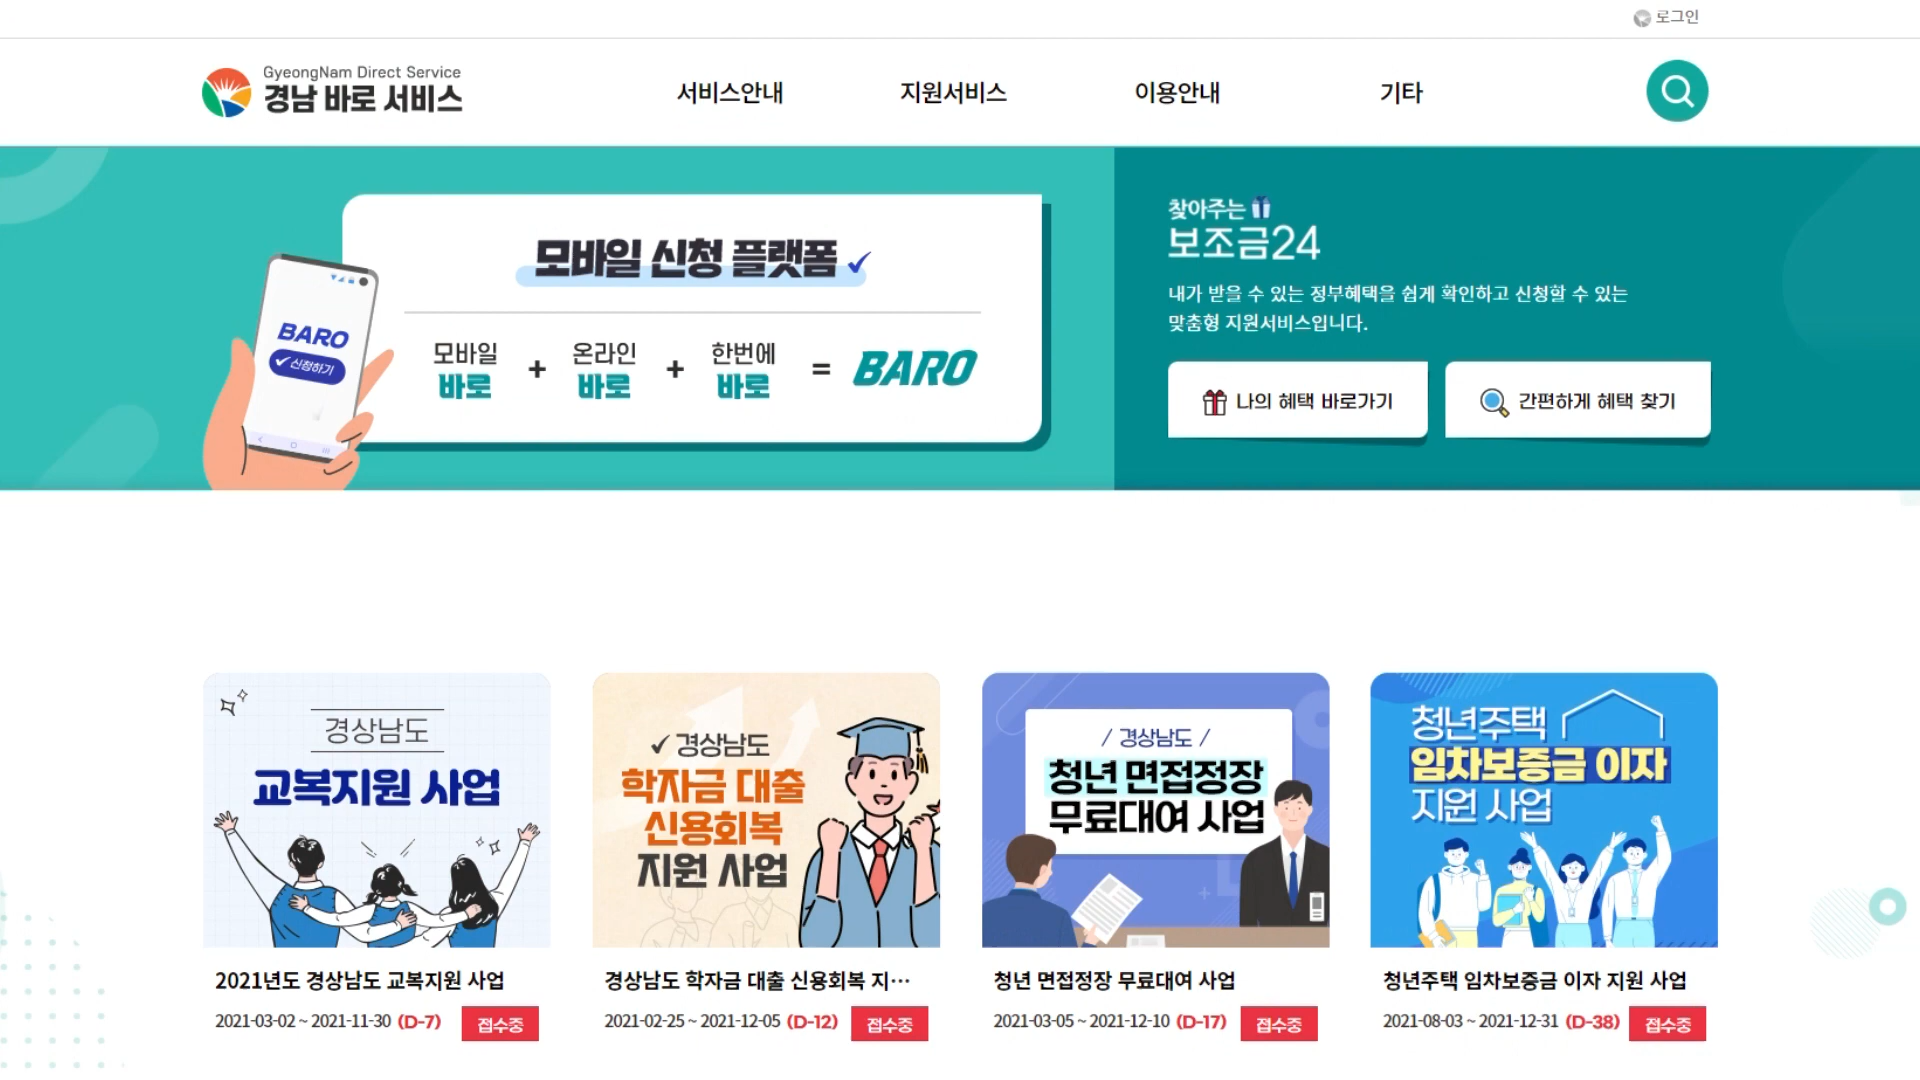 로그인
GyeongNam Direct Service
경남 바로 서비스
서비스안내
지원서비스
이용안내
기타
모바일 신청 플랫폼
BARO
신청하기
모바일 + 온라인 + 한번에 = BARO
바로 바로 바로
찾아주는
보조금24
내가 받을 수 있는 정부혜택을 쉽게 확인하고 신청할 수 있는
맞춤형 지원서비스입니다.
나의 혜택 바로가기
간편하게 혜택 찾기
경상남도
교복지원 사업
2021년도 경상남도 교복지원 사업
2021-03-02 ~ 2021-11-30 (D-7) 접수중
경상남도
학자금 대출
신용회복
지원 사업
경상남도 학자금 대출 신용회복 지···
2021-02-25 ~ 2021-12-05 (D-12) 접수중
/ 경상남도 /
청년 면접정장
무료대여 사업
청년 면접정장 무료대여 사업
2021-03-05 ~ 2021-12-10 (D-17) 접수중
청년주택
임차보증금 이자
지원 사업
청년주택 임차보증금 이자 지원 사업
2021-08-03 ~ 2021-12-31 (D-38) 접수중